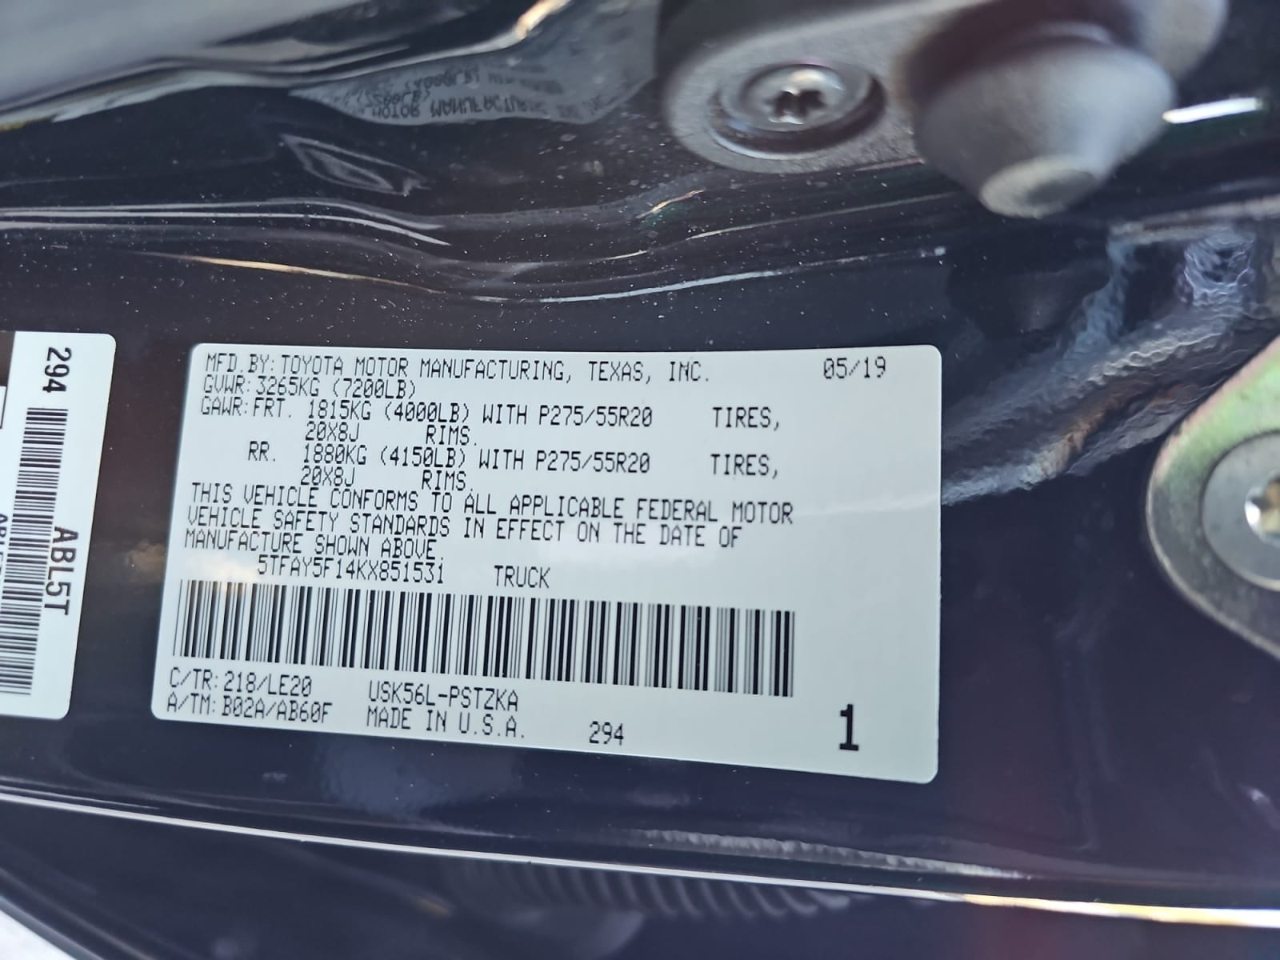 MFD. BY: TOYOTA MOTOR MANUFACTURING, TEXAS, INC. 05/19
GVWR: 3265KG (7200LB)
GAWR: FRT. 1815KG (4000LB) WITH P275/55R20 TIRES,
20X8J RIMS.
RR. 1880KG (4150LB) WITH P275/55R20 TIRES,
20X8J RIMS.
THIS VEHICLE CONFORMS TO ALL APPLICABLE FEDERAL MOTOR
VEHICLE SAFETY STANDARDS IN EFFECT ON THE DATE OF
MANUFACTURE SHOWN ABOVE.
5TFAY5F14KX851531 TRUCK
C/TR: 218/LE20 USK56L-PSTZKA
A/TM: B02A/AB60F MADE IN U.S.A. 294 1
294
ABL5T